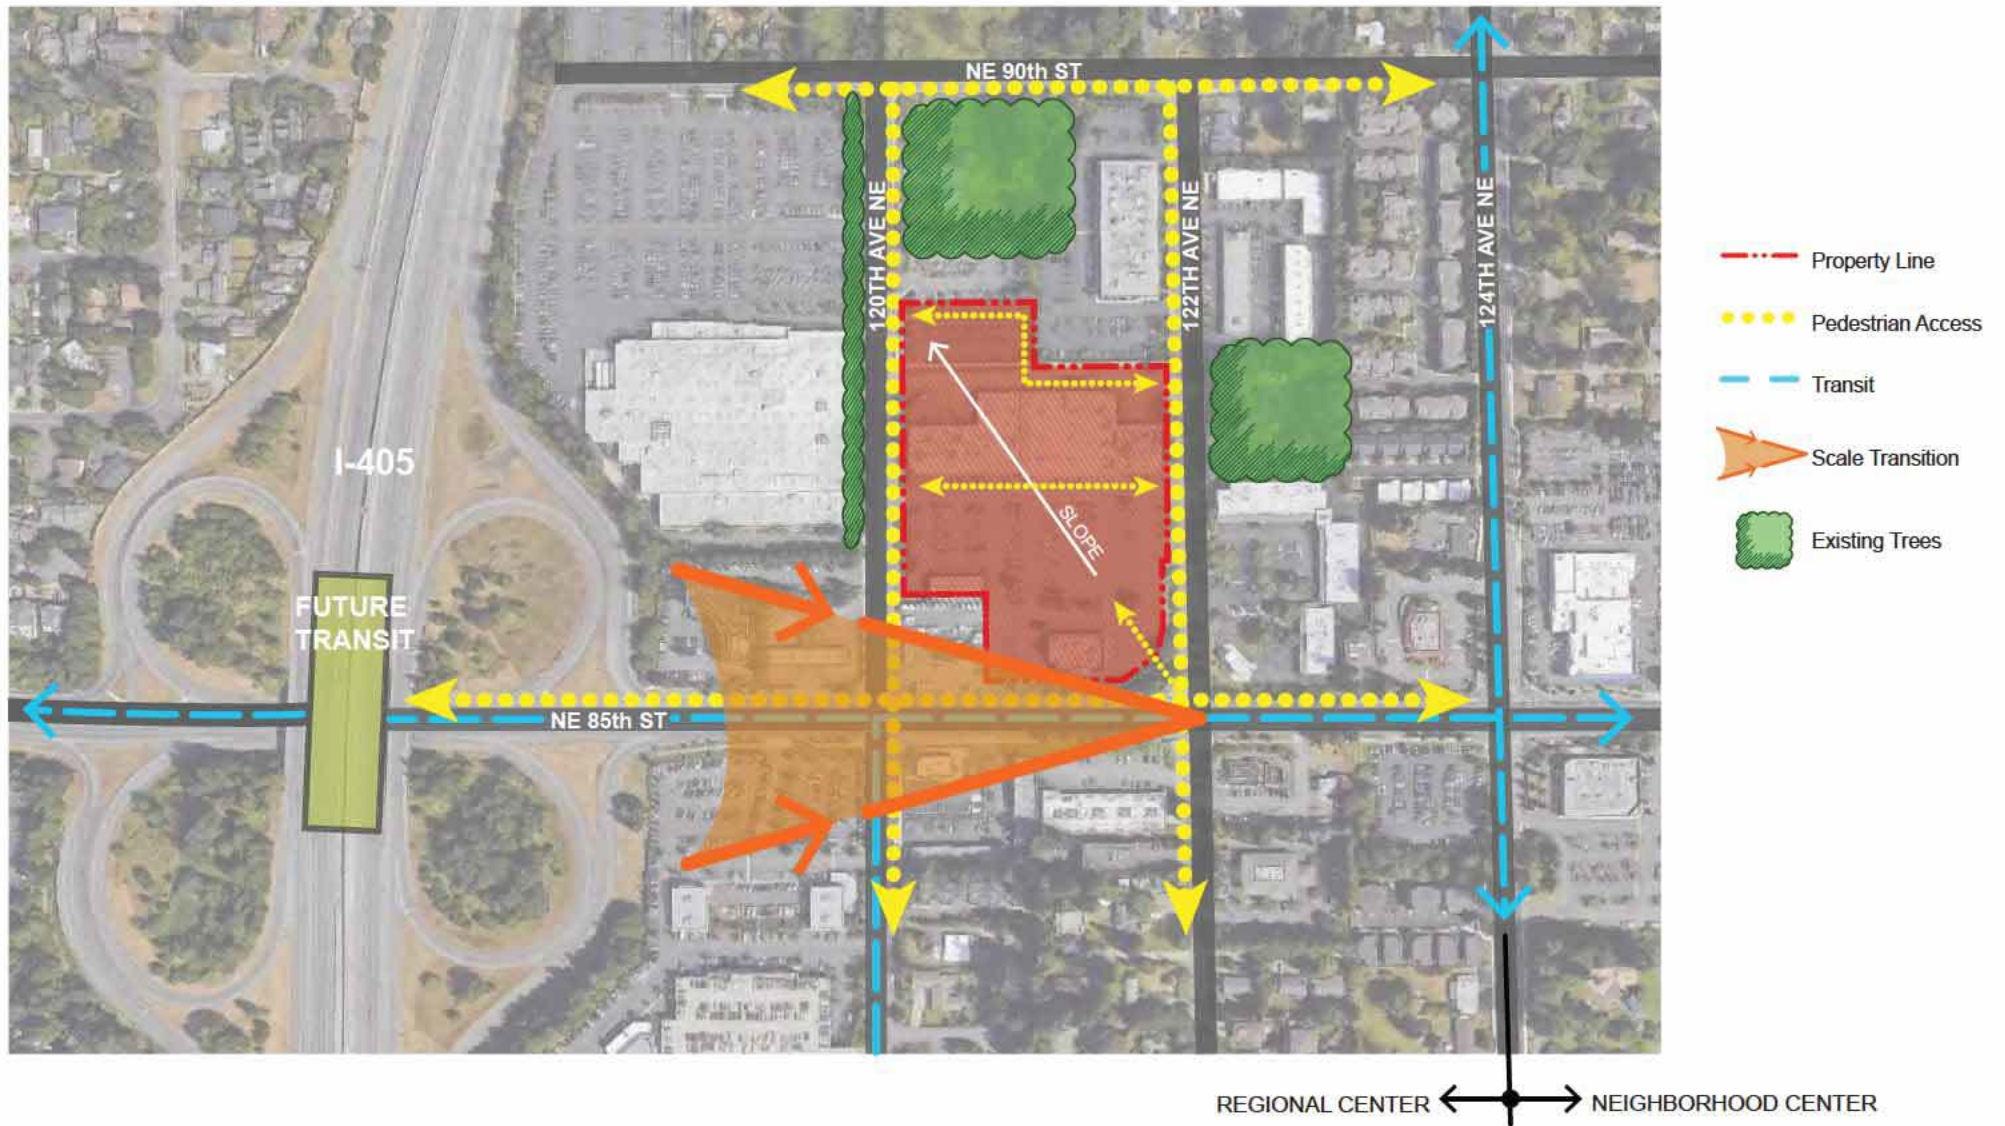 NE 90th ST
120TH AVE NE
122TH AVE NE
124TH AVE NE
I-405
SLOPE
FUTURE
TRANSIT
NE 85th ST
Property Line
Pedestrian Access
Transit
Scale Transition
Existing Trees
REGIONAL CENTER
NEIGHBORHOOD CENTER